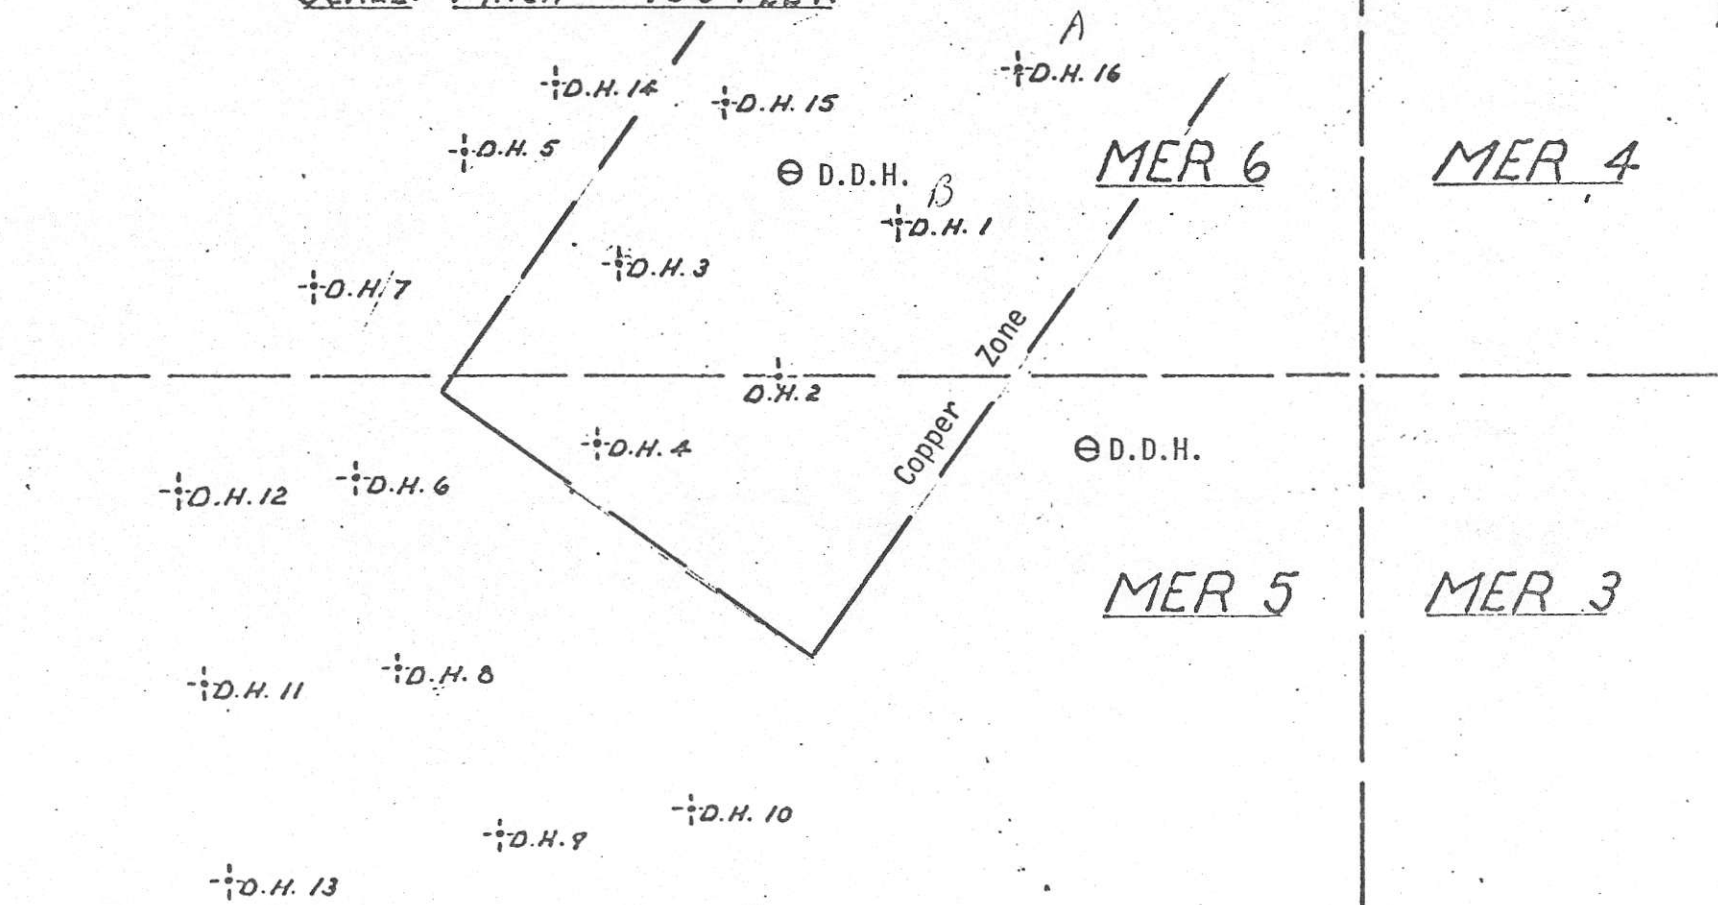 A
D.H. 16
D.H. 14
D.H. 15
D.H. 5
MER 6
MER 4
D.D.H.
B
D.H. 1
D.H. 3
D.H. 7
Zone
D.H. 2
Copper
D.H. 4
D.D.H.
D.H. 12
D.H. 6
MER 5
MER 3
D.H. 11
D.H. 8
D.H. 10
D.H. 9
D.H. 13